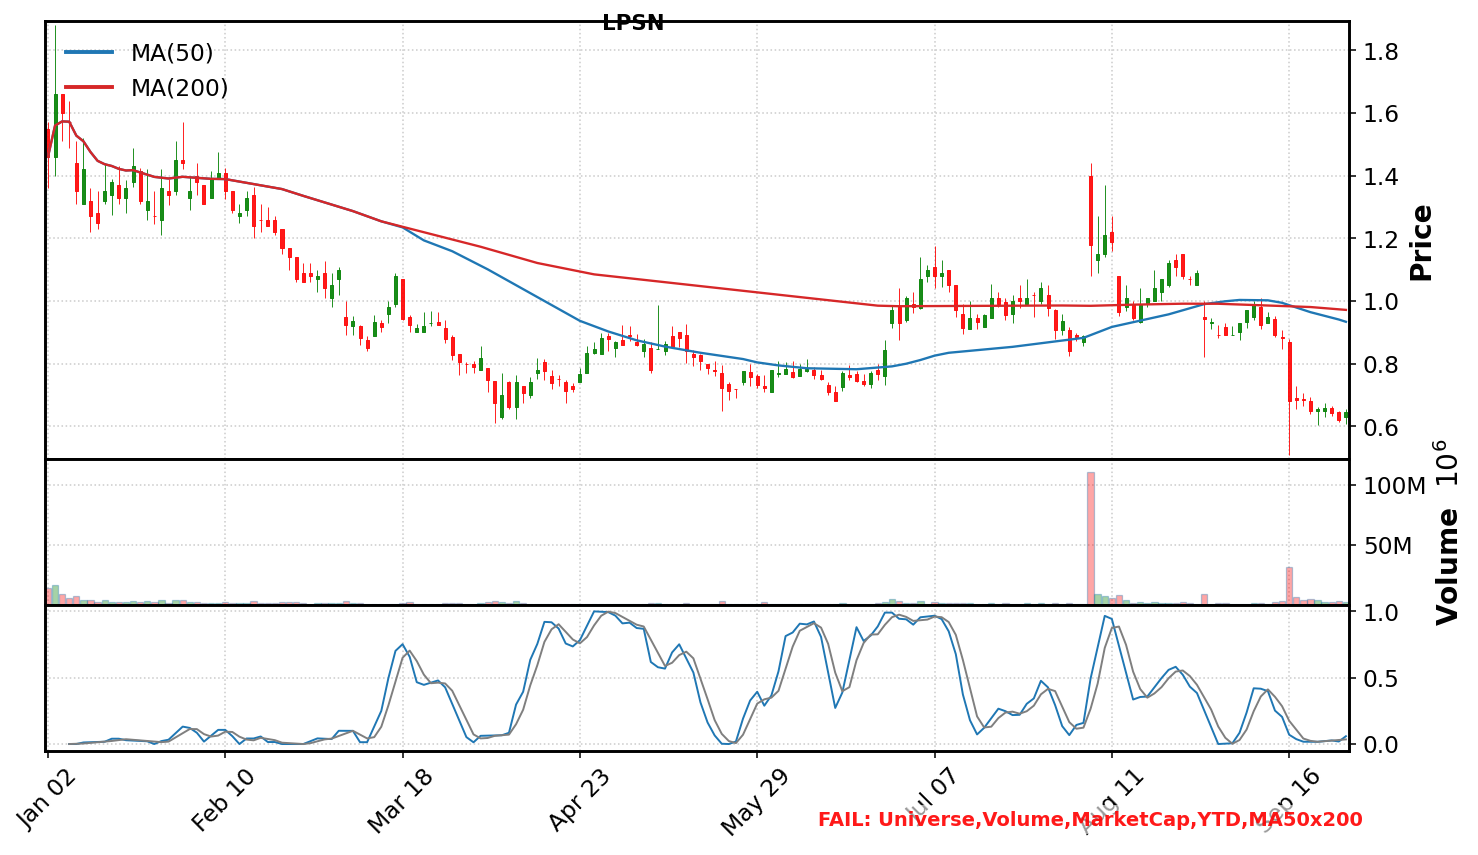 LPSN
MA(50)
MA(200)
1.8
1.6
1.4
1.2
1.0
0.8
0.6
Price
100M
50M
Volume 10⁶
1.0
0.5
0.0
Jan 02
Feb 10
Mar 18
Apr 23
May 29
Jul 07
Aug 11
Sep 16
FAIL: Universe,Volume,MarketCap,YTD,MA50x200